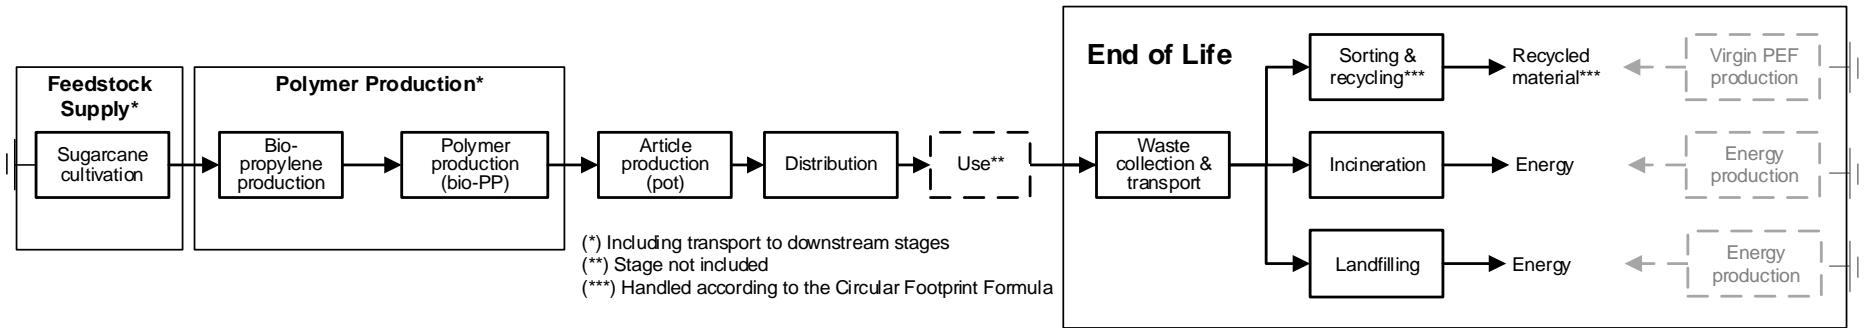 Feedstock
Supply*
Sugarcane
cultivation
Polymer Production*
Bio-
propylene
production
Polymer
production
(bio-PP)
Article
production
(pot)
Distribution
Use**
(*) Including transport to downstream stages
(**) Stage not included
(***) Handled according to the Circular Footprint Formula
End of Life
Waste
collection &
transport
Sorting &
recycling***
Recycled
material***
Virgin PEF
production
Incineration
Energy
Energy
production
Landfilling
Energy
Energy
production